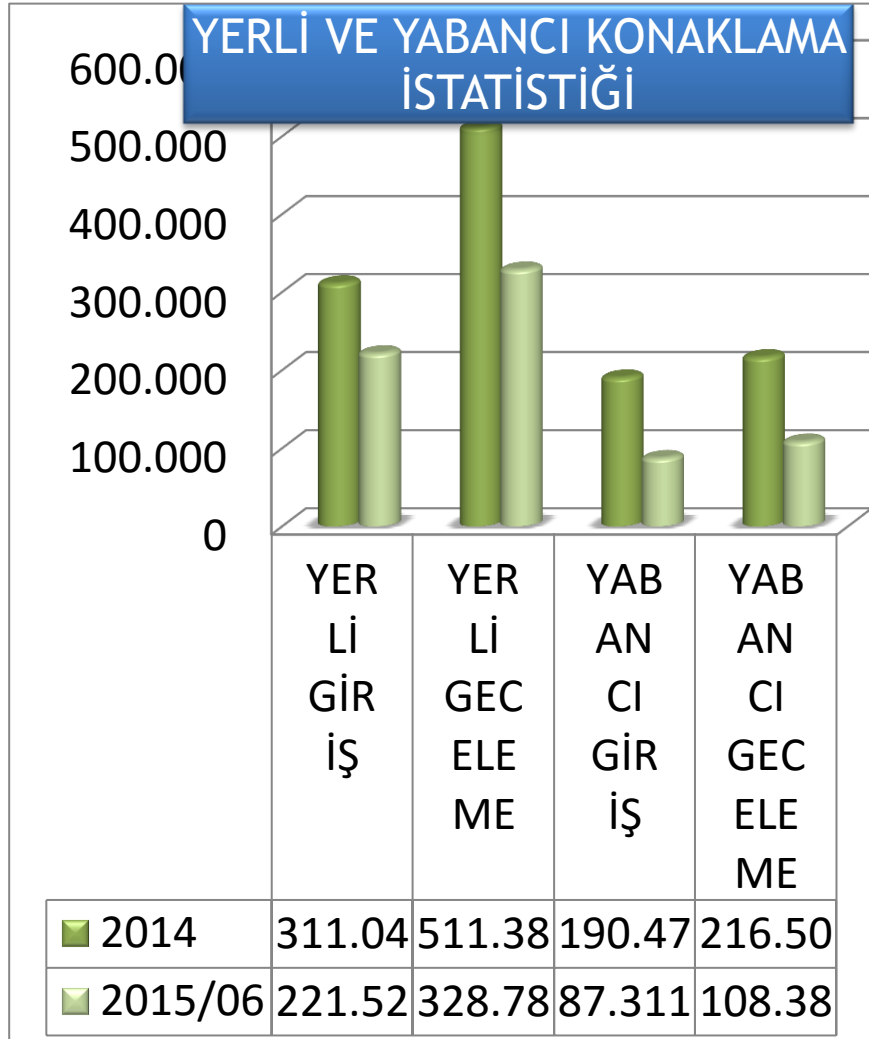 YERLİ VE YABANCI KONAKLAMA
İSTATİSTİĞİ
600.00
500.000
400.000
300.000
200.000
100.000
0
YER
Lİ
GİR
İŞ
YER
Lİ
GEC
ELE
ME
YAB
AN
CI
GİR
İŞ
YAB
AN
CI
GEC
ELE
ME
2014 311.04 511.38 190.47 216.50
2015/06 221.52 328.78 87.311 108.38